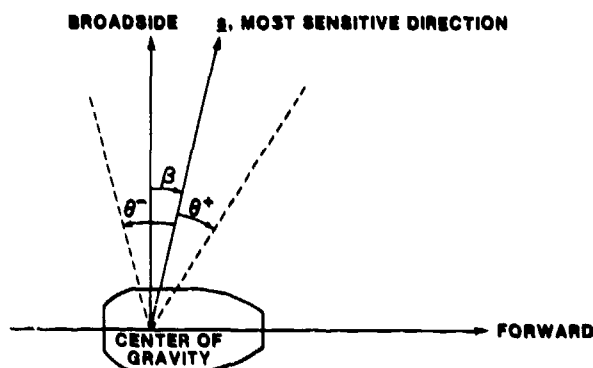 BROADSIDE
a, MOST SENSITIVE DIRECTION
β
θ⁻
θ⁺
FORWARD
CENTER OF
GRAVITY